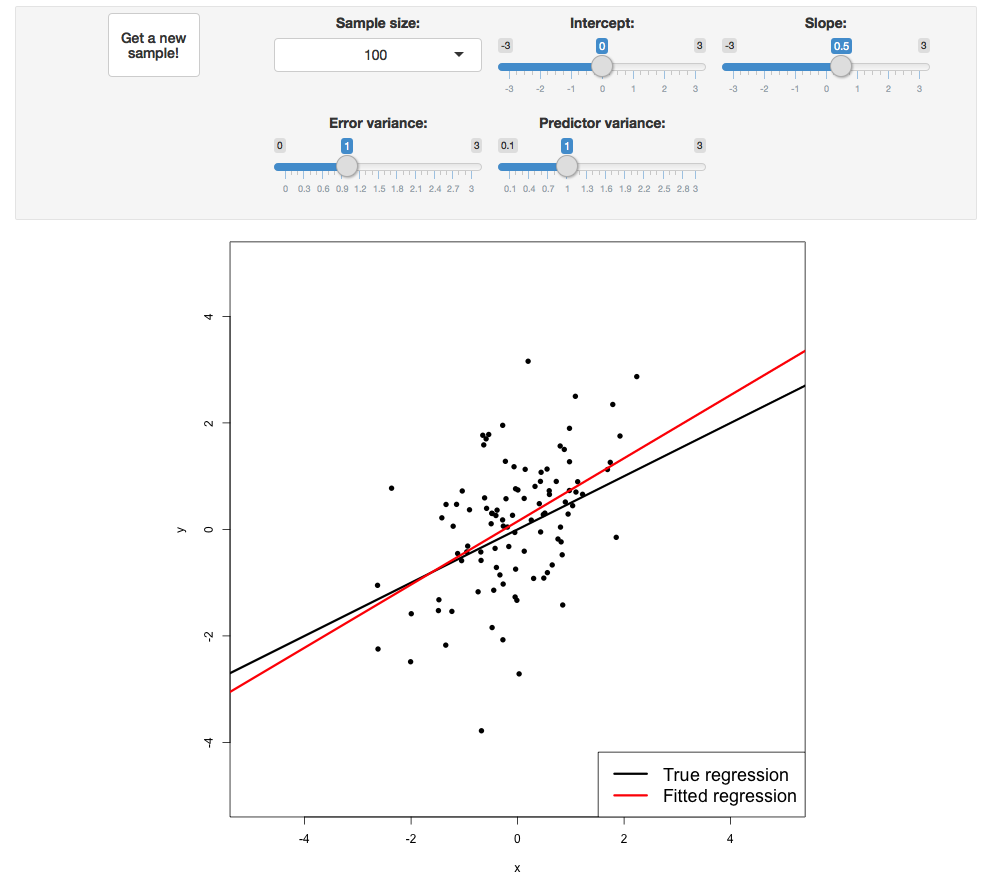 Get a new
sample!
Sample size:
100
Intercept:
-3 0 3
-3 -2 -1 0 1 2 3
Slope:
-3 0.5 3
-3 -2 -1 0 1 2 3
Error variance:
0 1 3
0 0.3 0.6 0.9 1.2 1.5 1.8 2.1 2.4 2.7 3
Predictor variance:
0.1 1 3
0.1 0.4 0.7 1 1.3 1.6 1.9 2.2 2.5 2.8 3
4
2
0
-2
-4
y
True regression
Fitted regression
-4 -2 0 2 4
x